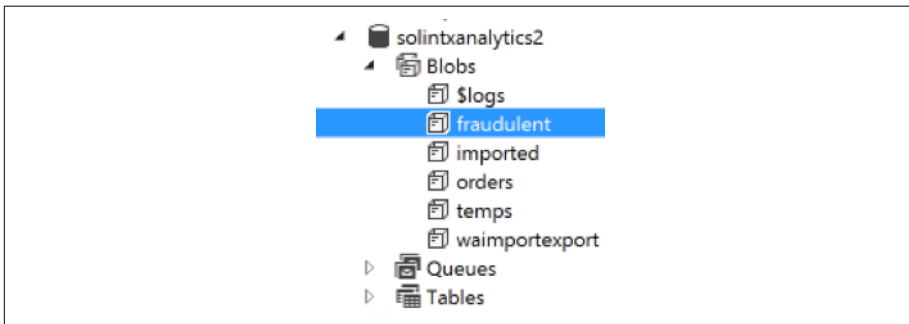 solintxanalytics2
Blobs
$logs
fraudulent
imported
orders
temps
waimportexport
Queues
Tables